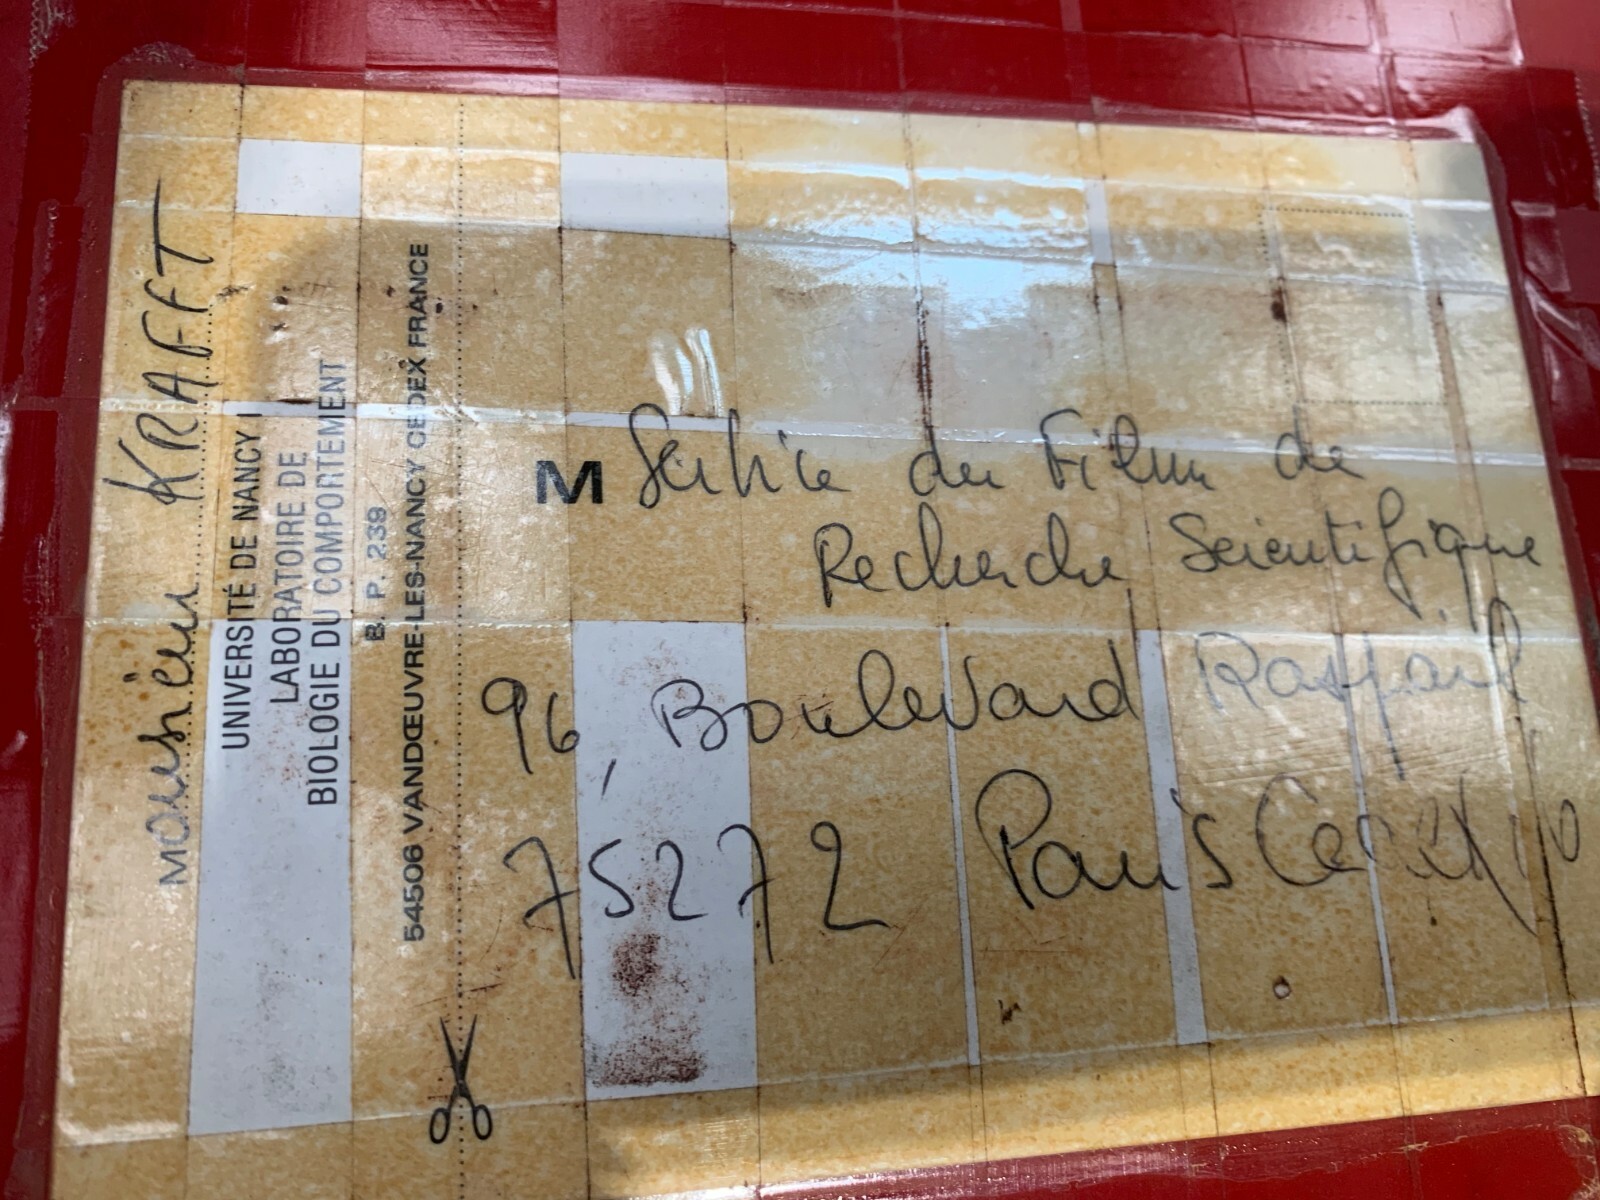 Monsieur KRAFFT
UNIVERSITÉ DE NANCY I
LABORATOIRE DE
BIOLOGIE DU COMPORTEMENT
B. P. 239
54506 VANDŒUVRE-LES-NANCY CEDEX FRANCE
M Service du Film de
Recherche Scientifique
96, Boulevard Raspail
75272 Paris Cedex